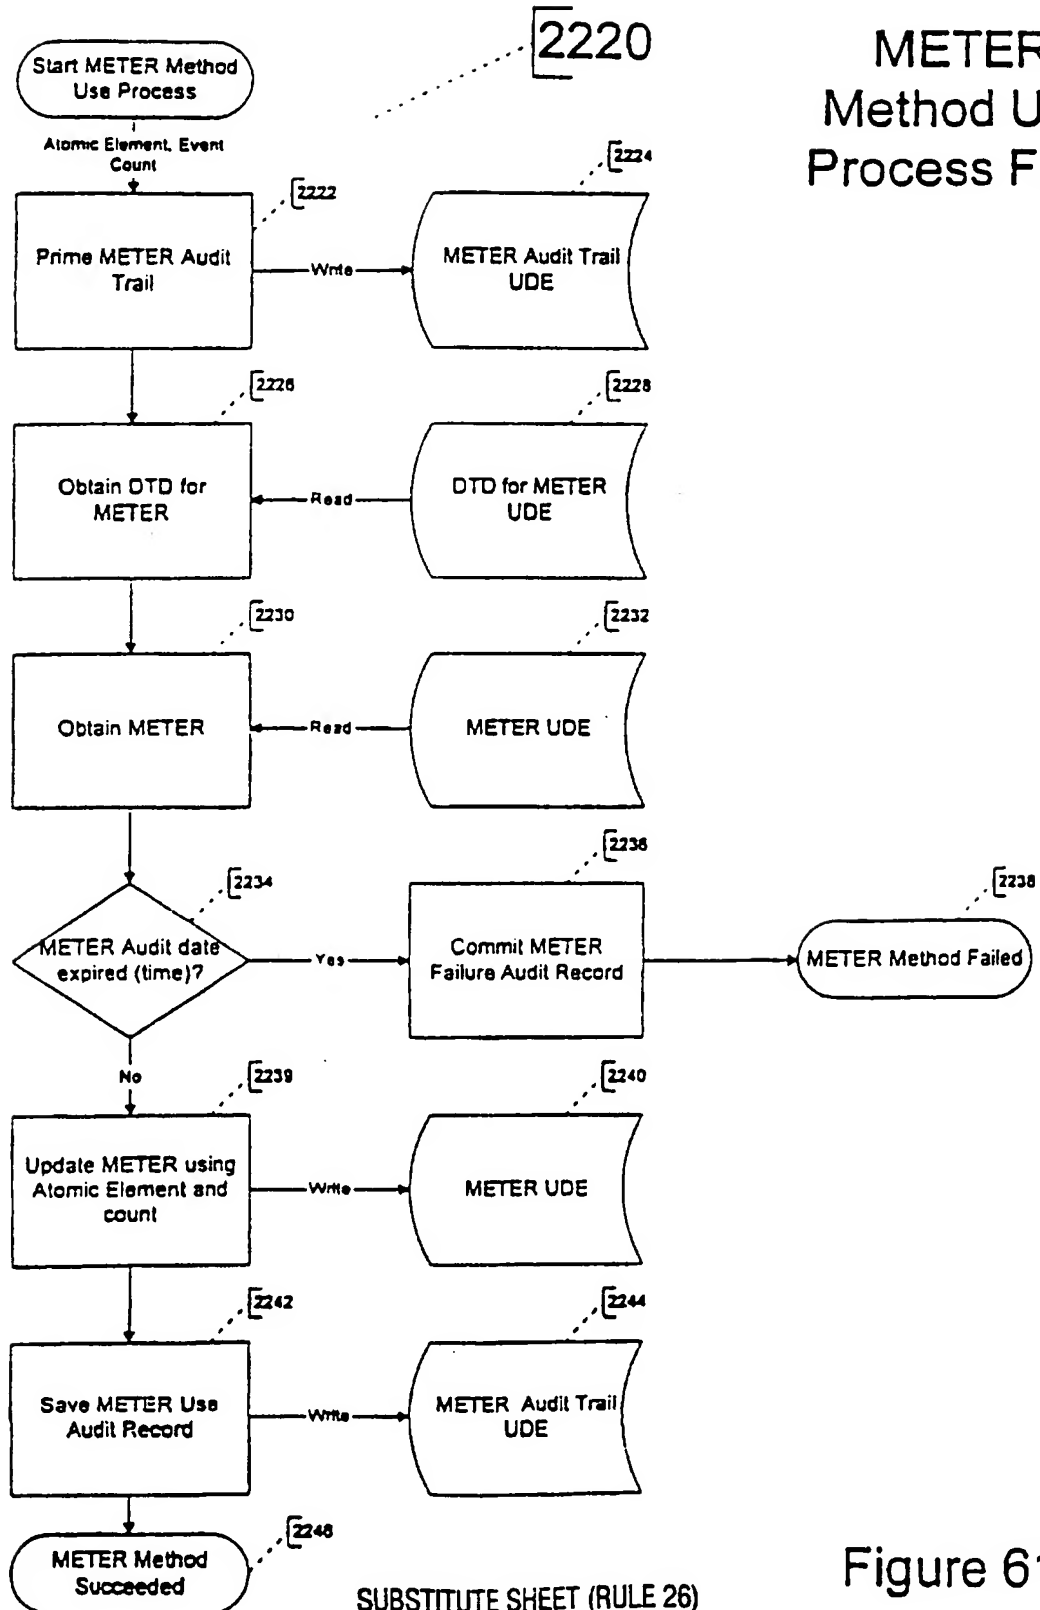 2220
METER
Method U
Process F
Start METER Method
Use Process
Atomic Element, Event
Count
2222
2224
Prime METER Audit
Trail
Write
METER Audit Trail
UDE
2226
2228
Obtain DTD for
METER
Read
DTD for METER
UDE
2230
2232
Obtain METER
Read
METER UDE
2234
2236
2238
METER Audit date
expired (time)?
Yes
Commit METER
Failure Audit Record
METER Method Failed
No
2239
2240
Update METER using
Atomic Element and
count
Write
METER UDE
2242
2244
Save METER Use
Audit Record
Write
METER Audit Trail
UDE
2246
METER Method
Succeeded
SUBSTITUTE SHEET (RULE 26)
Figure 61